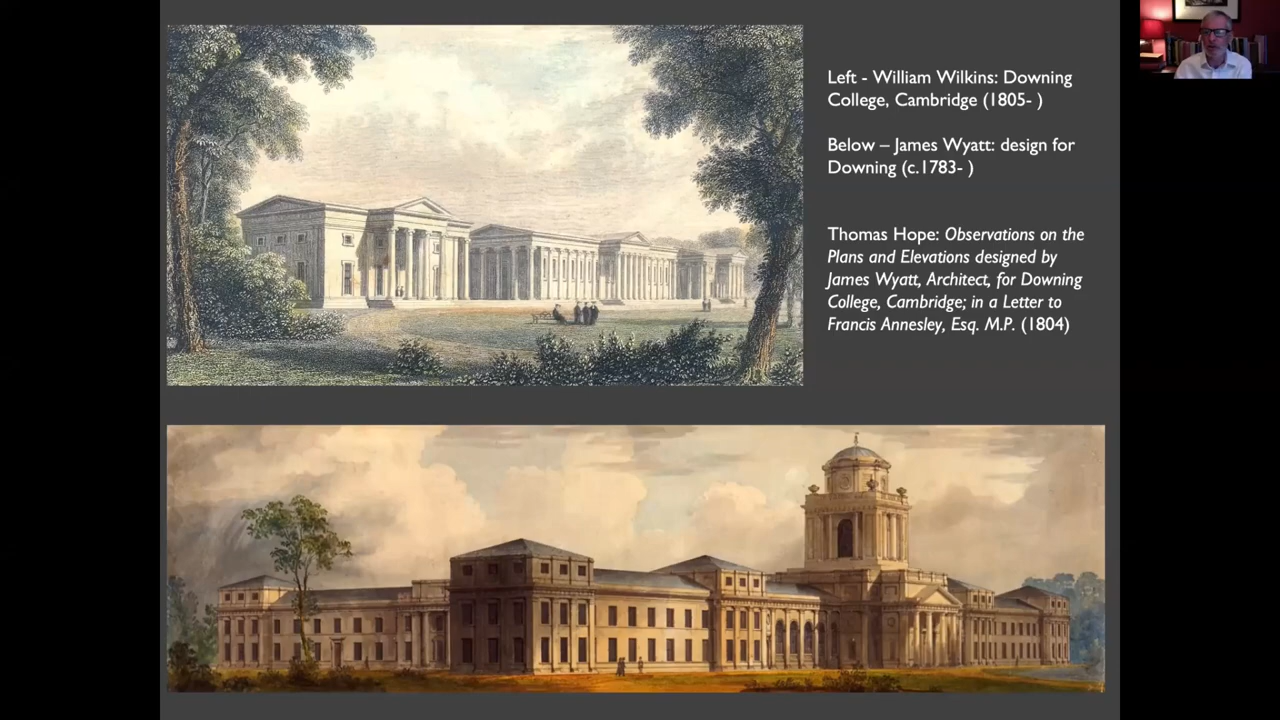 Left - William Wilkins: Downing
College, Cambridge (1805- )
Below – James Wyatt: design for
Downing (c.1783- )
Thomas Hope: Observations on the
Plans and Elevations designed by
James Wyatt, Architect, for Downing
College, Cambridge; in a Letter to
Francis Annesley, Esq. M.P. (1804)